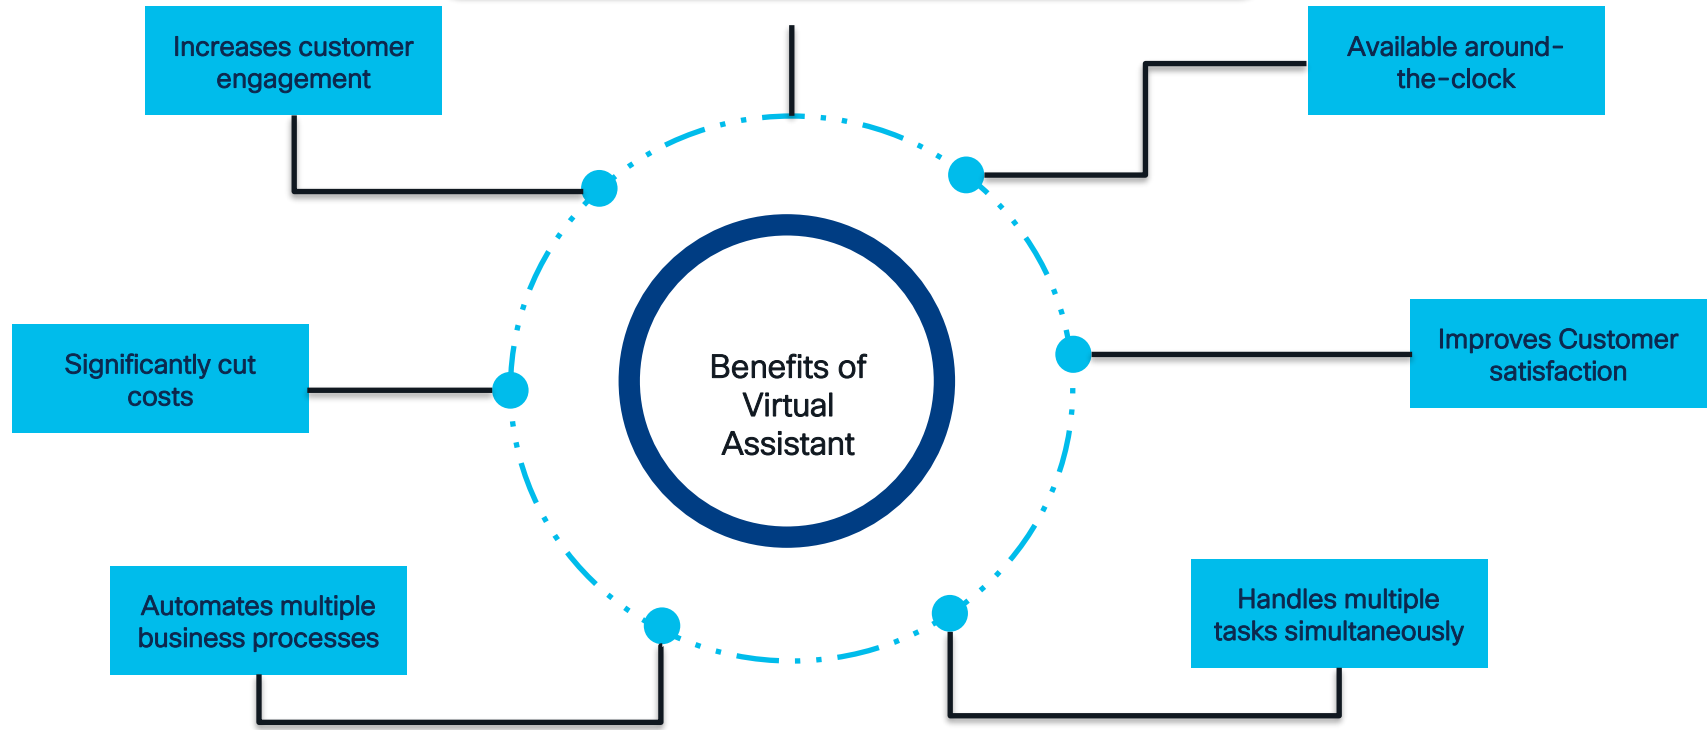 Increases customer
engagement
Available around-
the-clock
Significantly cut
costs
Benefits of
Virtual
Assistant
Improves Customer
satisfaction
Automates multiple
business processes
Handles multiple
tasks simultaneously